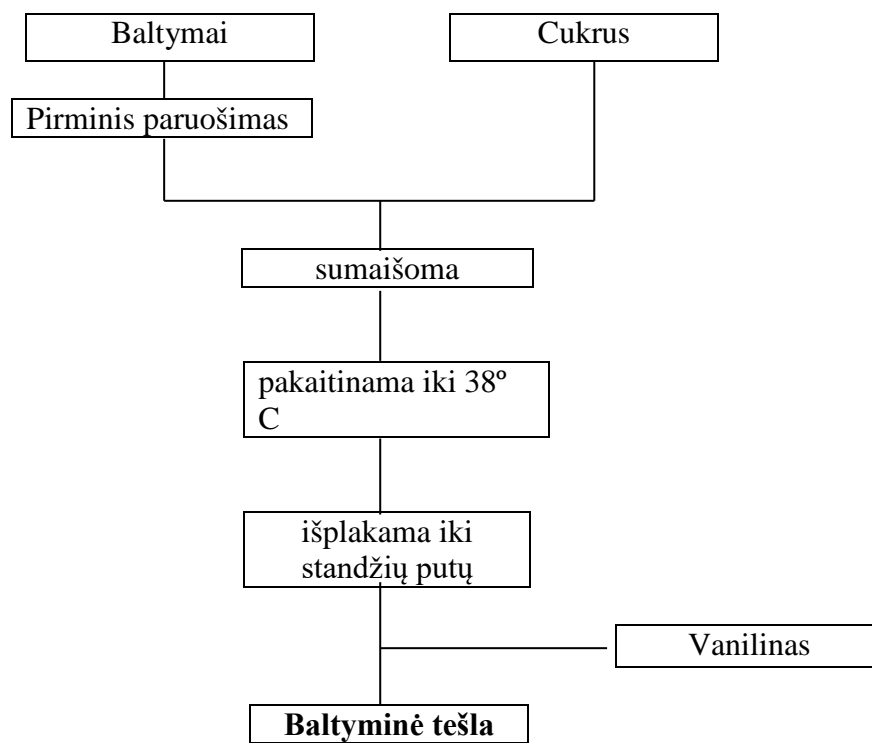 Baltymai
Cukrus
Pirminis paruošimas
sumaišoma
pakaitinama iki 38º
C
išplakama iki
standžių putų
Vanilinas
Baltyminė tešla